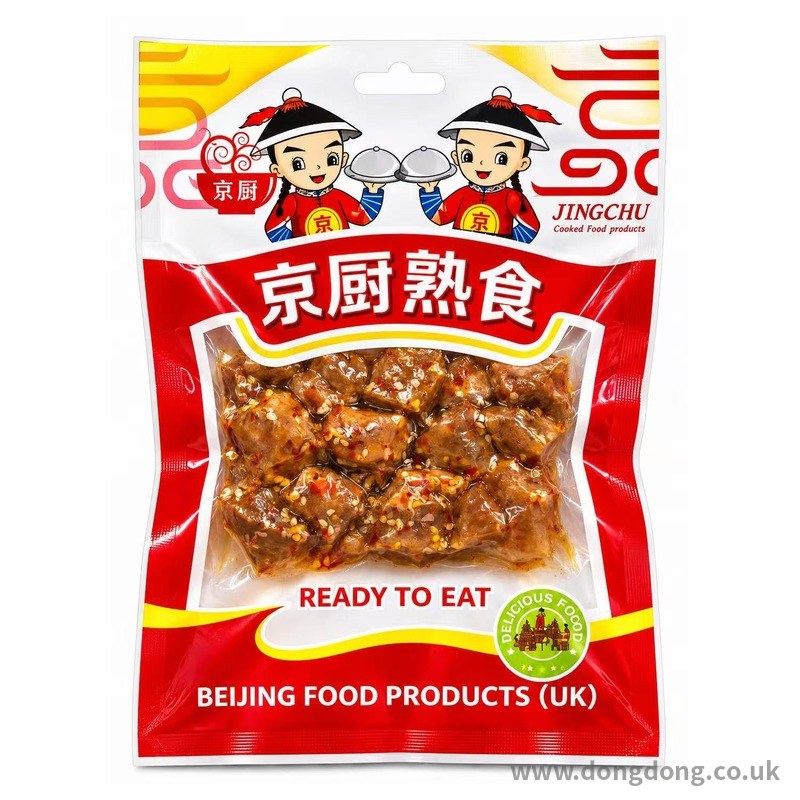 京厨
京
京
JINGCHU
Cooked Food products
京厨熟食
READY TO EAT
DELICIOUS FOOOD
BEIJING FOOD PRODUCTS (UK)
www.dongdong.co.uk